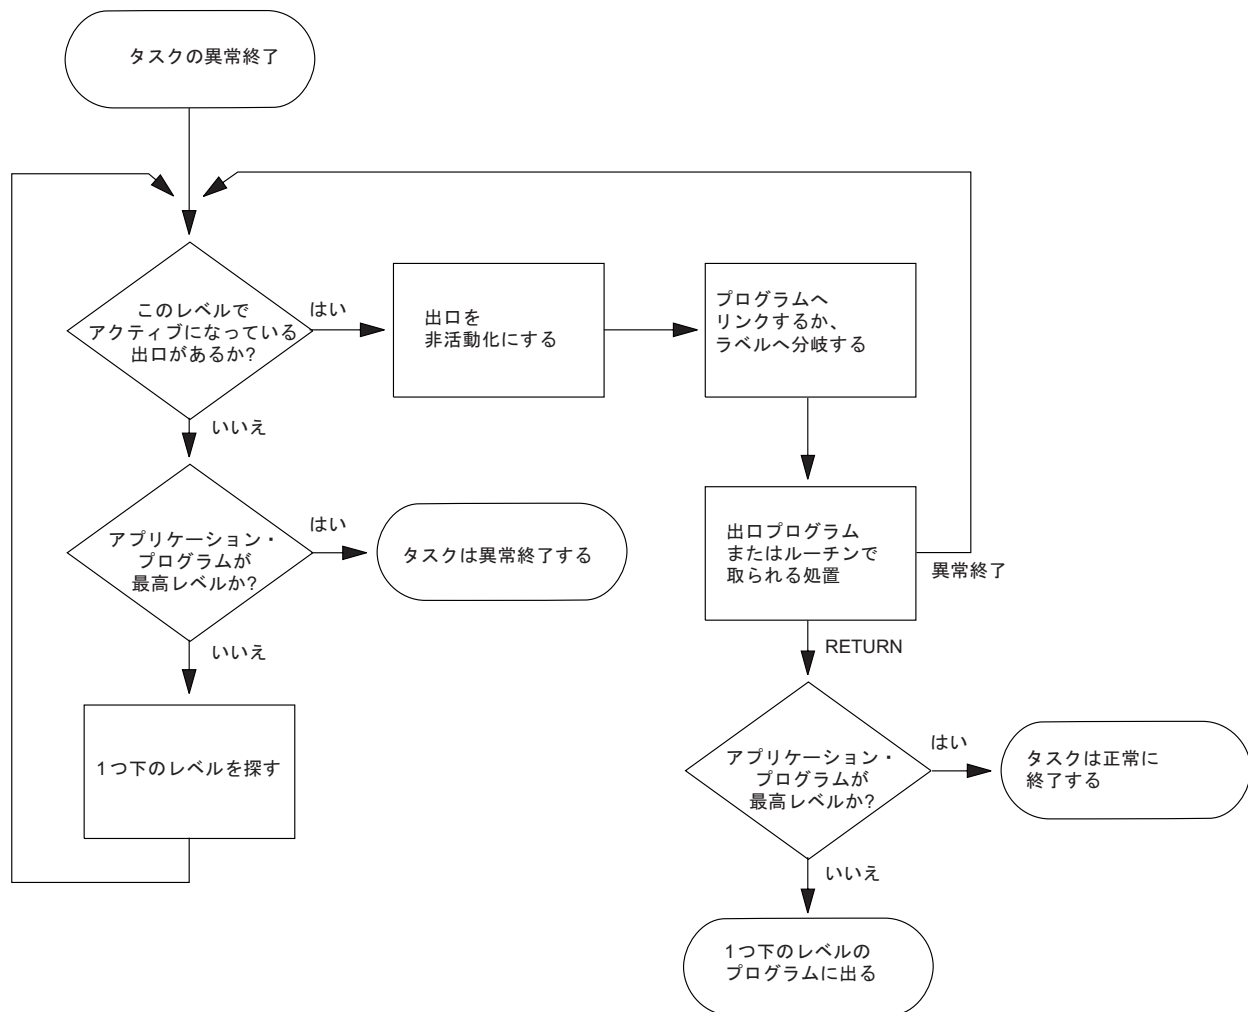 タスクの異常終了
このレベルで
アクティブになっている
出口があるか?
はい
出口を
非活動化にする
プログラムへ
リンクするか、
ラベルへ分岐する
いいえ
アプリケーション・
プログラムが
最高レベルか?
はい
タスクは異常終了する
出口プログラム
またはルーチンで
取られる処置
異常終了
いいえ
RETURN
1つ下のレベルを探す
アプリケーション・
プログラムが
最高レベルか?
はい
タスクは正常に
終了する
いいえ
1つ下のレベルの
プログラムに出る